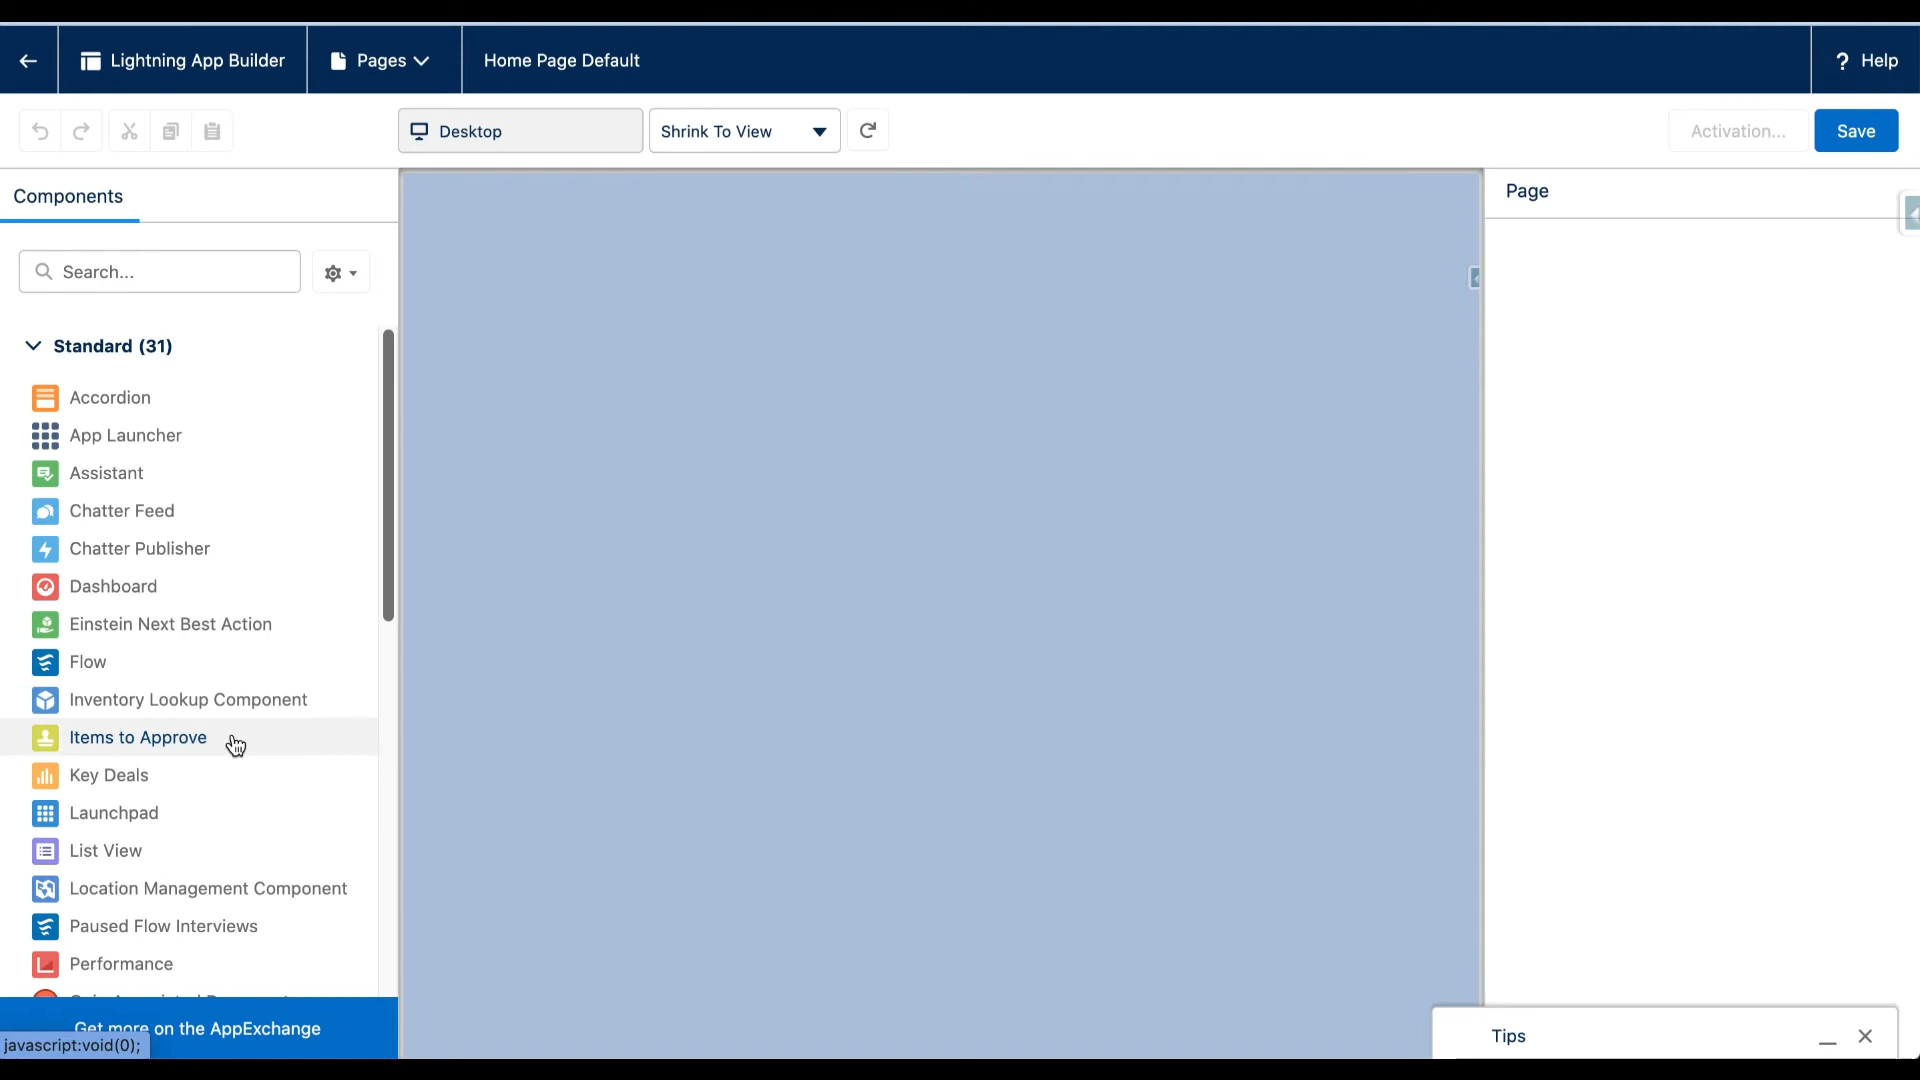 Lightning App Builder
Pages
Home Page Default
? Help
Desktop
Shrink To View
Activation...
Save
Components
Page
Search...
Standard (31)
Accordion
App Launcher
Assistant
Chatter Feed
Chatter Publisher
Dashboard
Einstein Next Best Action
Flow
Inventory Lookup Component
Items to Approve
Key Deals
Launchpad
List View
Location Management Component
Paused Flow Interviews
Performance
Get more on the AppExchange
javascript:void(0);
Tips